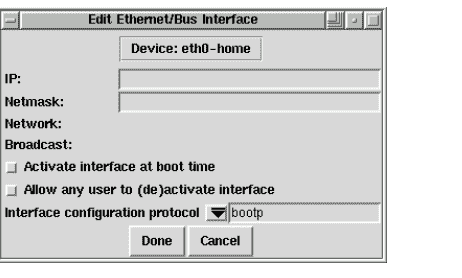 Edit Ethernet/Bus Interface
Device: eth0-home
IP:
Netmask:
Network:
Broadcast:
Activate interface at boot time
Allow any user to (de)activate interface
Interface configuration protocol bootp
Done Cancel